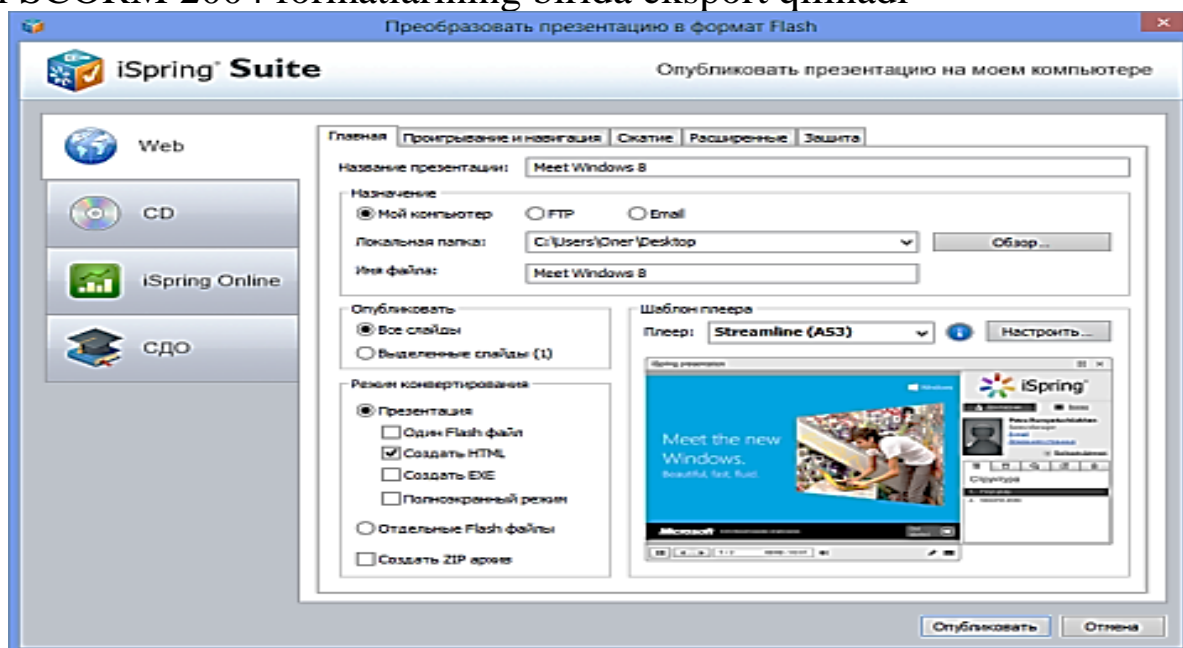 SCORM 2004 formatlarining birida eksport qilinadi
Преобразовать презентацию в формат Flash
iSpring Suite
Опубликовать презентацию на моем компьютере
Web
CD
iSpring Online
СДО
Главная Проигрывание и навигация Сжатие Расширенные Защита
Название презентации: Meet Windows 8
Назначение
Мой компьютер FTP Email
Локальная папка: C:\Users\Oner\Desktop Обзор...
Имя файла: Meet Windows 8
Опубликовать
Все слайды
Выделенные слайды (1)
Режим конвертирования
Презентация
Один Flash файл
Создать HTML
Создать EXE
Полноэкранный режим
Отдельные Flash файлы
Создать ZIP архив
Шаблон плеера
Плеер: Streamline (AS3) Настроить...
iSpring presentation
Windows
Meet the new
Windows.
Beautiful, fast, fluid.
Microsoft
iSpring
Структура
Опубликовать Отмена